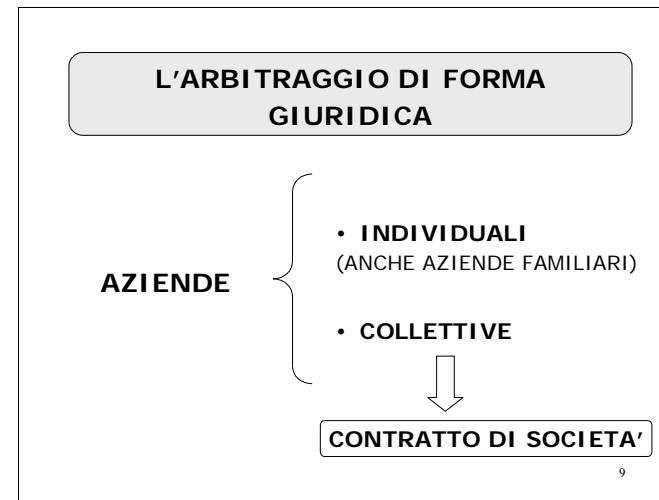 L'ARBITRAGGIO DI FORMA
GIURIDICA
AZIENDE
• INDIVIDUALI
(ANCHE AZIENDE FAMILIARI)
• COLLETTIVE
CONTRATTO DI SOCIETA'
9